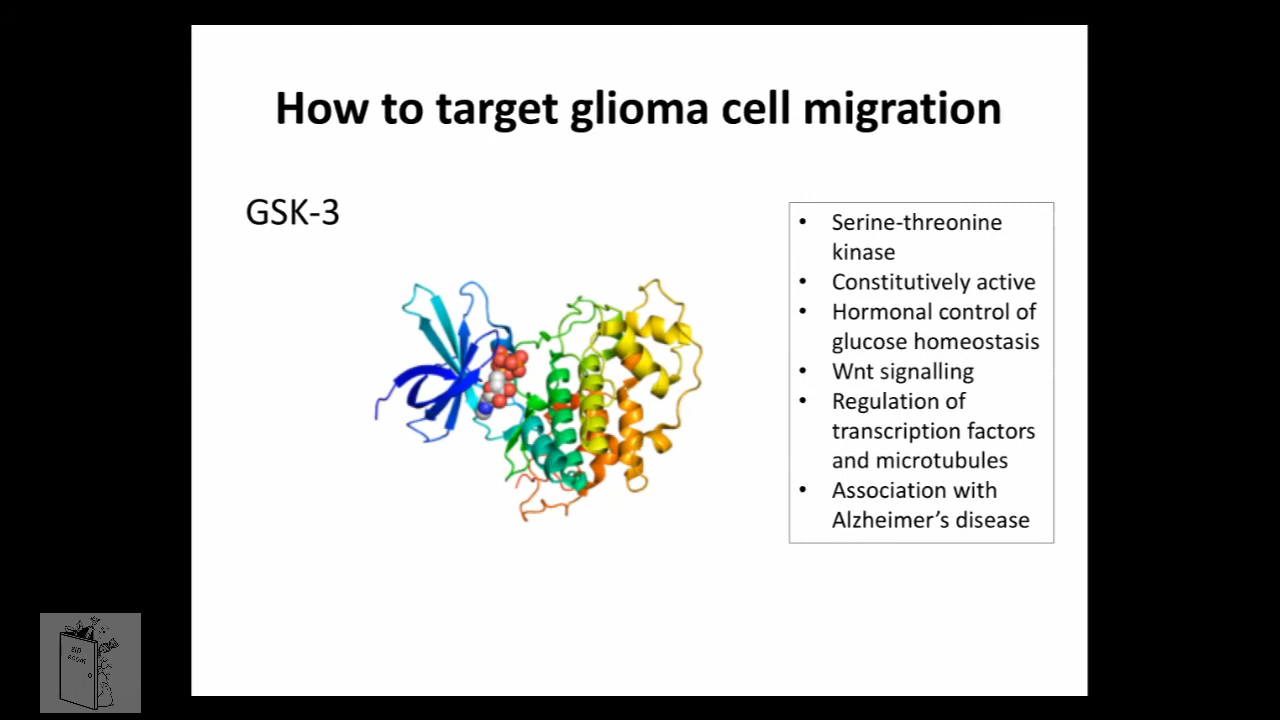 How to target glioma cell migration
GSK-3
• Serine-threonine
kinase
• Constitutively active
• Hormonal control of
glucose homeostasis
• Wnt signalling
• Regulation of
transcription factors
and microtubules
• Association with
Alzheimer’s disease